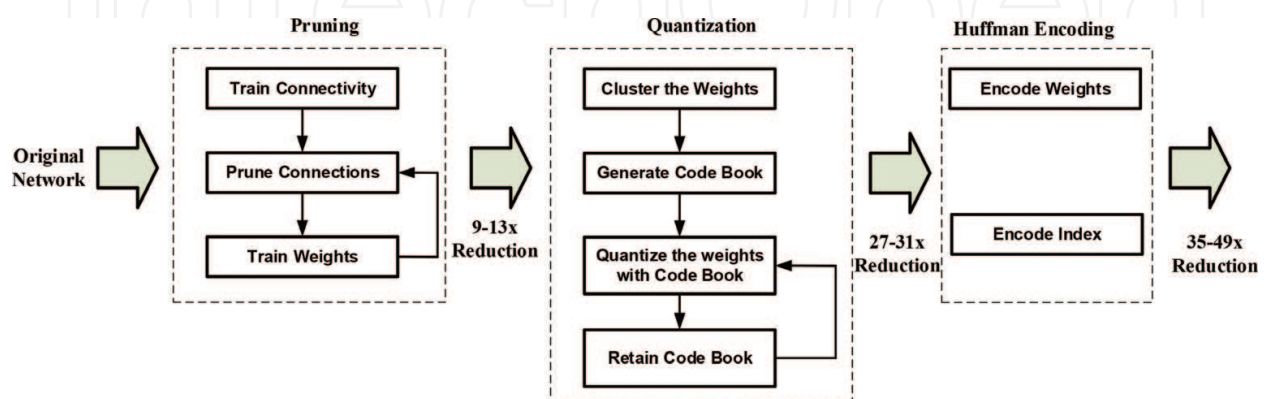 Pruning
Quantization
Huffman Encoding
Original
Network
Train Connectivity
Prune Connections
Train Weights
9-13x
Reduction
Cluster the Weights
Generate Code Book
Quantize the weights
with Code Book
Retain Code Book
27-31x
Reduction
Encode Weights
Encode Index
35-49x
Reduction